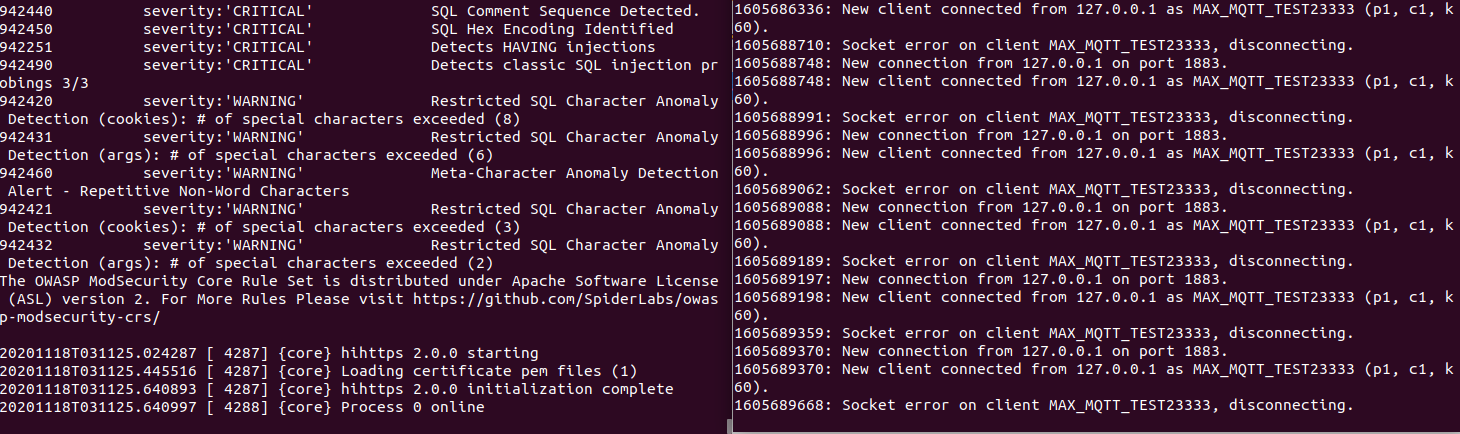 942440          severity:'CRITICAL'             SQL Comment Sequence Detected.
942450          severity:'CRITICAL'             SQL Hex Encoding Identified
942251          severity:'CRITICAL'             Detects HAVING injections
942490          severity:'CRITICAL'             Detects classic SQL injection pr
obings 3/3
942420          severity:'WARNING'              Restricted SQL Character Anomaly
 Detection (cookies): # of special characters exceeded (8)
942431          severity:'WARNING'              Restricted SQL Character Anomaly
 Detection (args): # of special characters exceeded (6)
942460          severity:'WARNING'              Meta-Character Anomaly Detection
 Alert - Repetitive Non-Word Characters
942421          severity:'WARNING'              Restricted SQL Character Anomaly
 Detection (cookies): # of special characters exceeded (3)
942432          severity:'WARNING'              Restricted SQL Character Anomaly
 Detection (args): # of special characters exceeded (2)
The OWASP ModSecurity Core Rule Set is distributed under Apache Software License
 (ASL) version 2. For More Rules Please visit https://github.com/SpiderLabs/owas
p-modsecurity-crs/
20201118T031125.024287 [ 4287] {core} hihttps 2.0.0 starting
20201118T031125.445516 [ 4287] {core} Loading certificate pem files (1)
20201118T031125.640893 [ 4287] {core} hihttps 2.0.0 initialization complete
20201118T031125.640997 [ 4288] {core} Process 0 online
1605686336: New client connected from 127.0.0.1 as MAX_MQTT_TEST23333 (p1, c1, k
60).
1605688710: Socket error on client MAX_MQTT_TEST23333, disconnecting.
1605688748: New connection from 127.0.0.1 on port 1883.
1605688748: New client connected from 127.0.0.1 as MAX_MQTT_TEST23333 (p1, c1, k
60).
1605688991: Socket error on client MAX_MQTT_TEST23333, disconnecting.
1605688996: New connection from 127.0.0.1 on port 1883.
1605688996: New client connected from 127.0.0.1 as MAX_MQTT_TEST23333 (p1, c1, k
60).
1605689062: Socket error on client MAX_MQTT_TEST23333, disconnecting.
1605689088: New connection from 127.0.0.1 on port 1883.
1605689088: New client connected from 127.0.0.1 as MAX_MQTT_TEST23333 (p1, c1, k
60).
1605689189: Socket error on client MAX_MQTT_TEST23333, disconnecting.
1605689197: New connection from 127.0.0.1 on port 1883.
1605689198: New client connected from 127.0.0.1 as MAX_MQTT_TEST23333 (p1, c1, k
60).
1605689359: Socket error on client MAX_MQTT_TEST23333, disconnecting.
1605689370: New connection from 127.0.0.1 on port 1883.
1605689370: New client connected from 127.0.0.1 as MAX_MQTT_TEST23333 (p1, c1, k
60).
1605689668: Socket error on client MAX_MQTT_TEST23333, disconnecting.